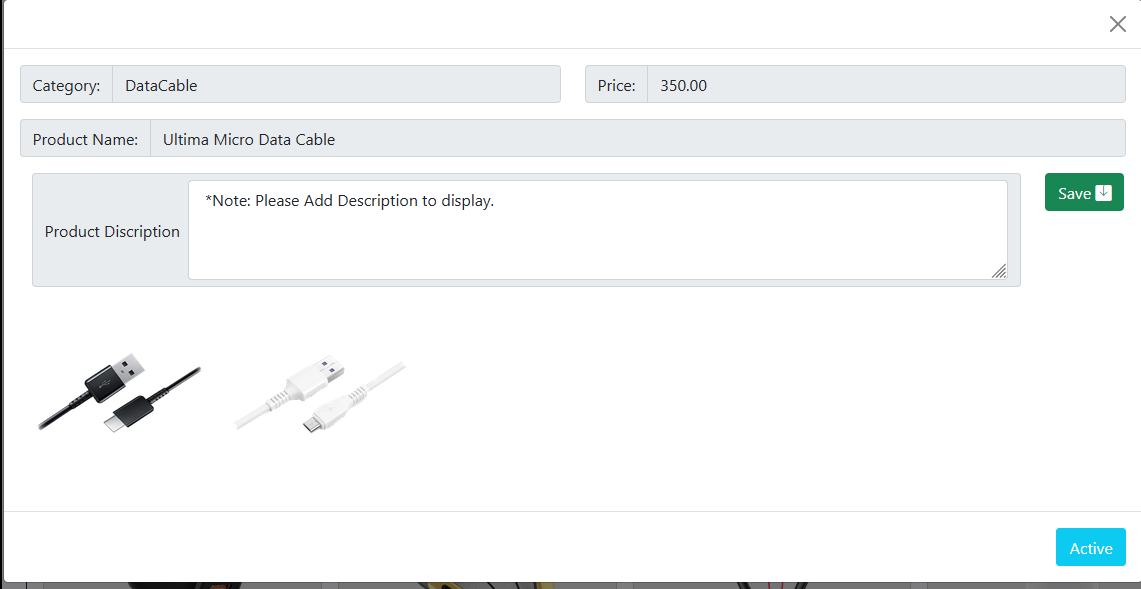 Category: DataCable Price: 350.00
Product Name: Ultima Micro Data Cable
*Note: Please Add Description to display.
Save
Product Discription
Active